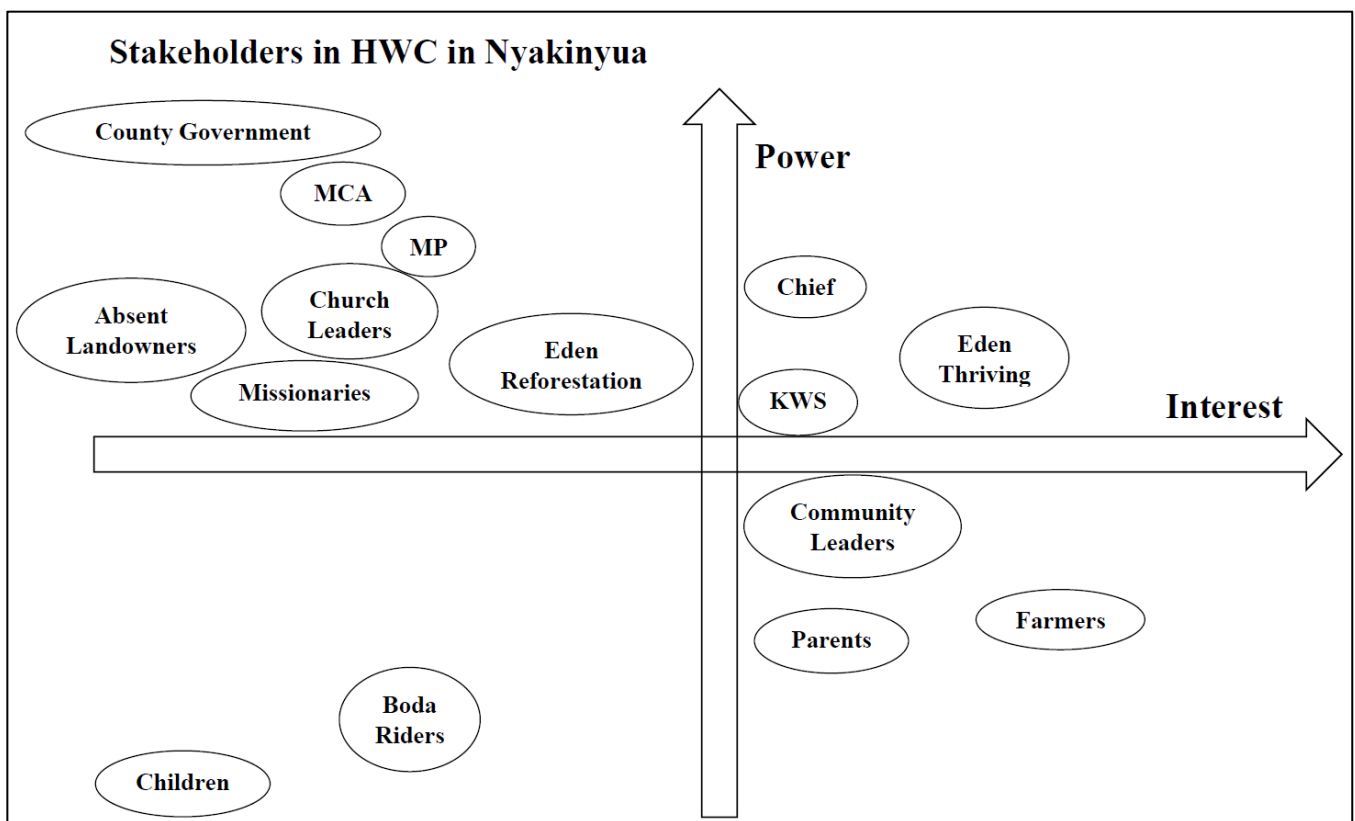 Stakeholders in HWC in Nyakinyua
County Government
MCA
Power
MP
Chief
Church
Leaders
Absent
Landowners
Eden
Reforestation
Eden
Thriving
Missionaries
KWS
Interest
Community
Leaders
Farmers
Parents
Boda
Riders
Children